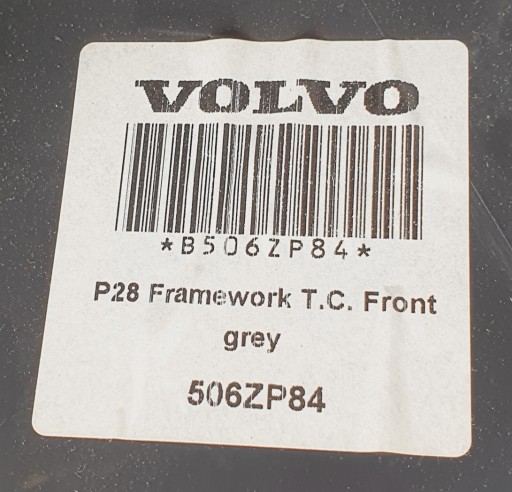 VOLVO
*B506ZP84*
P28 Framework T.C. Front
grey
506ZP84